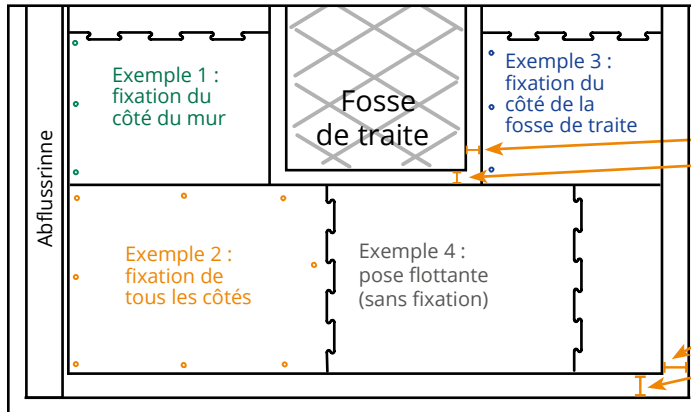 Exemple 1 :
fixation du
côté du mur
Fosse
de traite
Exemple 3 :
fixation du
côté de la
fosse de traite
Abflussrinne
Exemple 2 :
fixation de
tous les côtés
Exemple 4 :
pose flottante
(sans fixation)